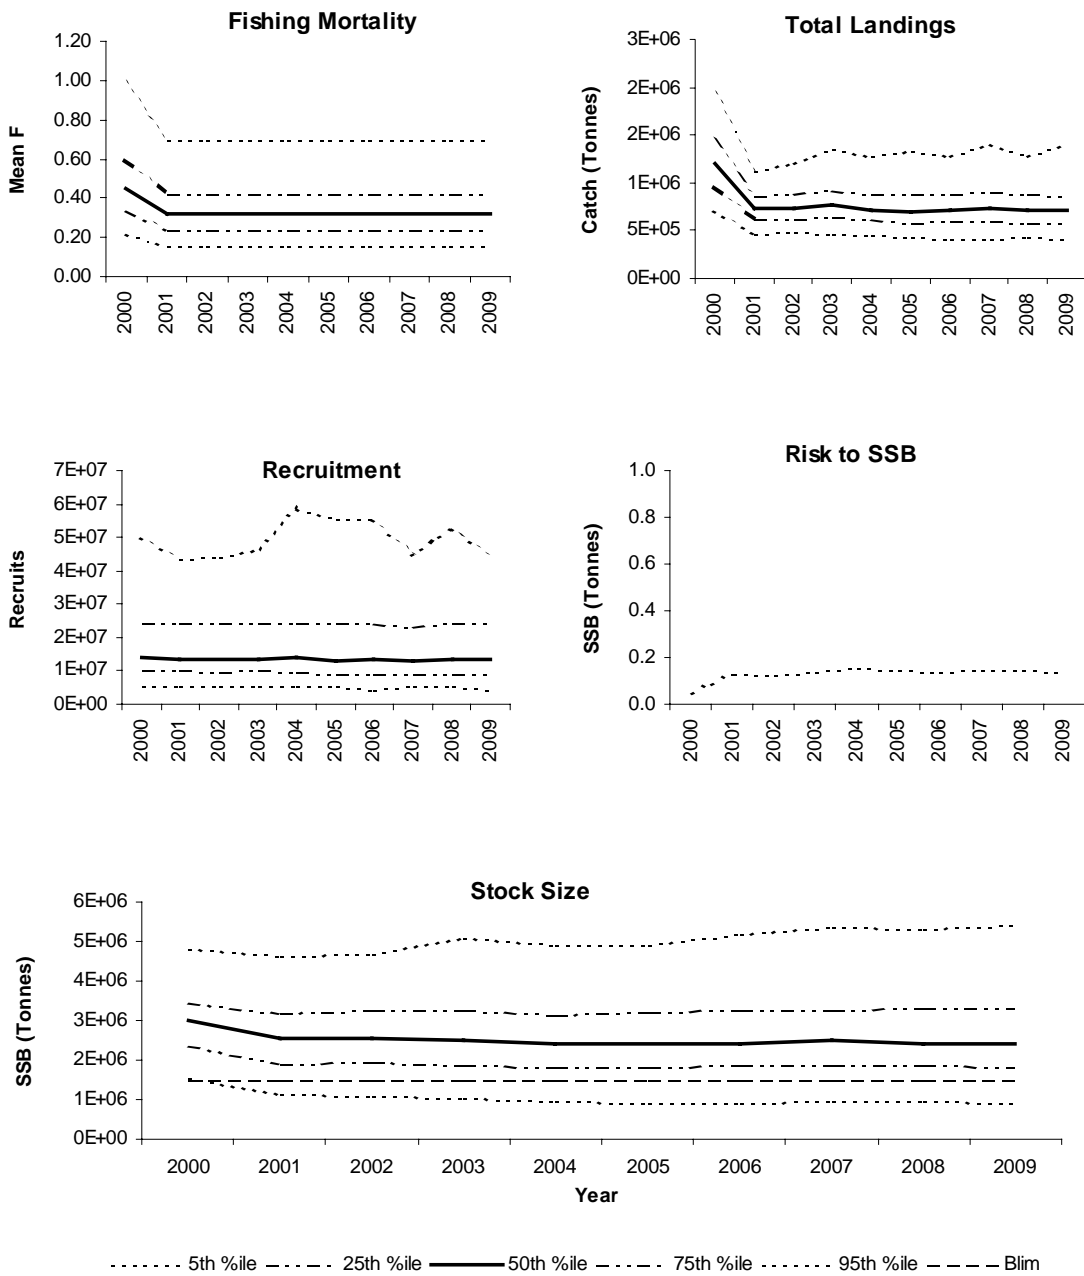 Fishing Mortality
Mean F
1.20
1.00
0.80
0.60
0.40
0.20
0.00
2000 2001 2002 2003 2004 2005 2006 2007 2008 2009
Total Landings
Catch (Tonnes)
3E+06
2E+06
2E+06
1E+06
5E+05
0E+00
2000 2001 2002 2003 2004 2005 2006 2007 2008 2009
Recruitment
Recruits
7E+07
6E+07
5E+07
4E+07
3E+07
2E+07
1E+07
0E+00
2000 2001 2002 2003 2004 2005 2006 2007 2008 2009
Risk to SSB
SSB (Tonnes)
1.0
0.8
0.6
0.4
0.2
0.0
2000 2001 2002 2003 2004 2005 2006 2007 2008 2009
Stock Size
SSB (Tonnes)
6E+06
5E+06
4E+06
3E+06
2E+06
1E+06
0E+00
2000 2001 2002 2003 2004 2005 2006 2007 2008 2009
Year
5th %ile 25th %ile 50th %ile 75th %ile 95th %ile Blim